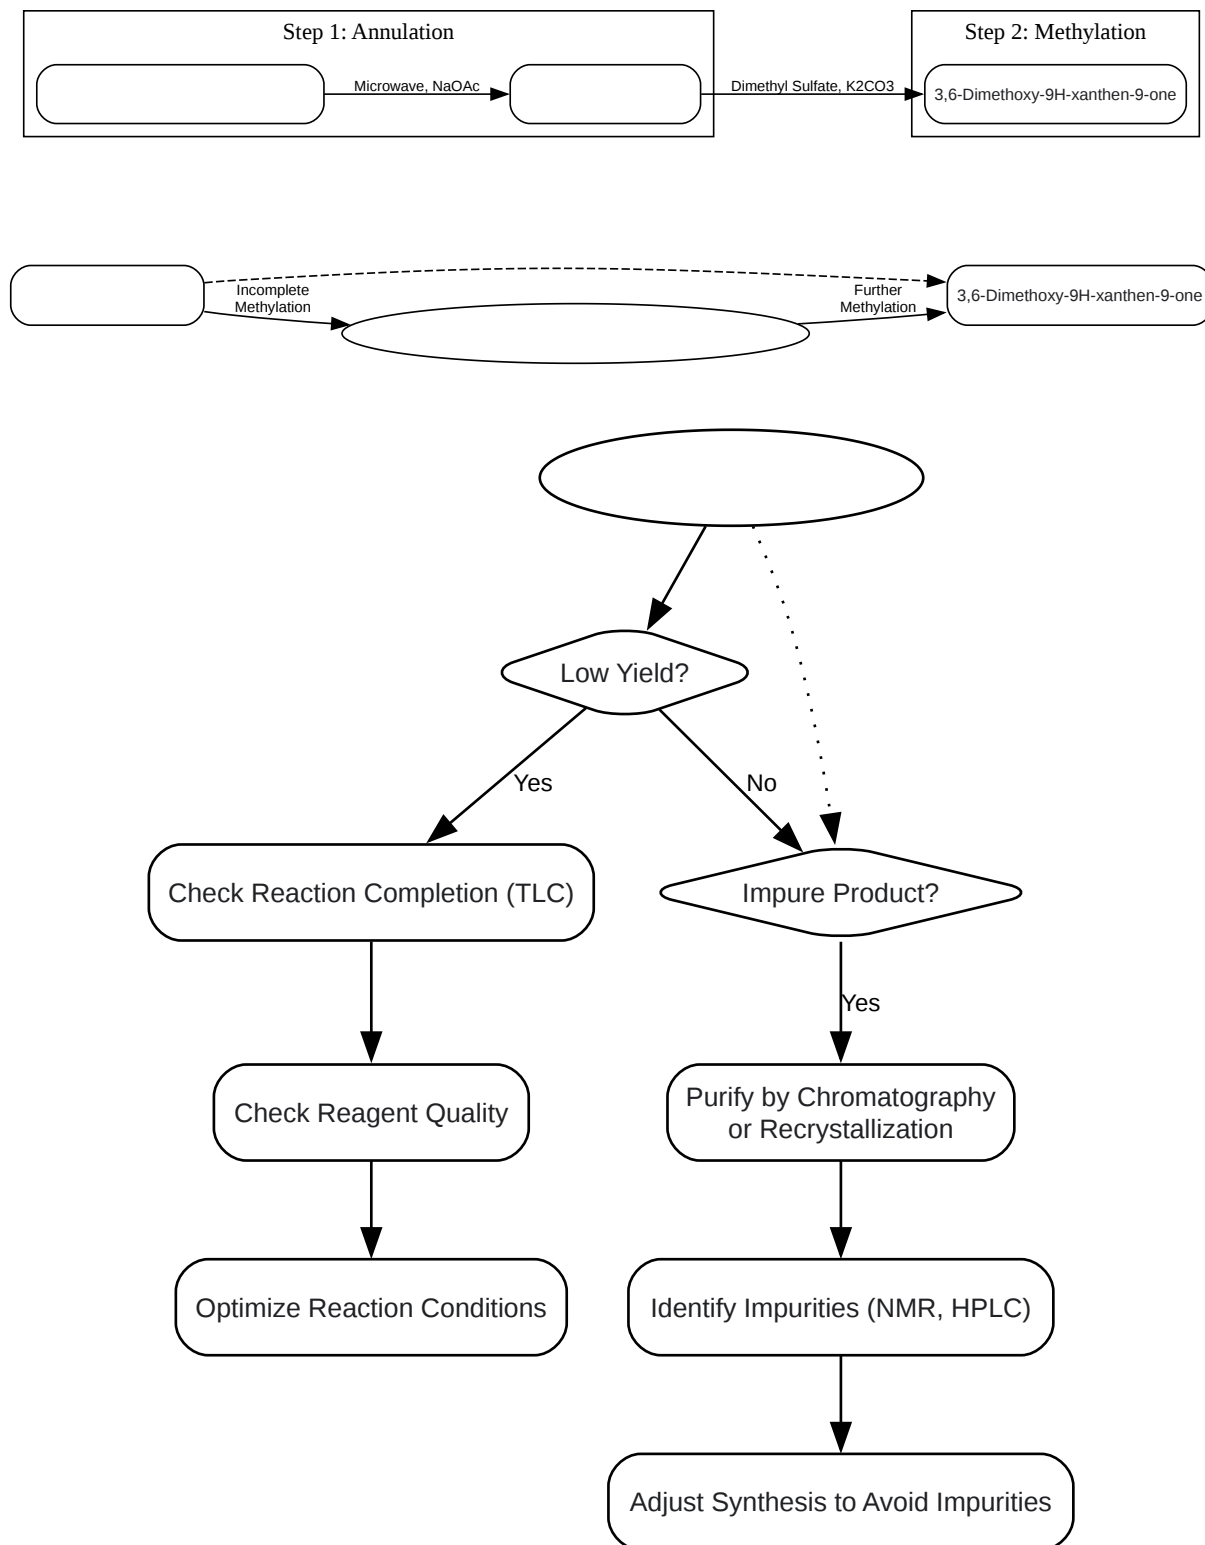 Step 1: Annulation
Step 2: Methylation
Microwave, NaOAc
Dimethyl Sulfate, K2CO3
3,6-Dimethoxy-9H-xanthen-9-one
Incomplete
Methylation
Further
Methylation
3,6-Dimethoxy-9H-xanthen-9-one
Low Yield?
Yes
No
Check Reaction Completion (TLC)
Impure Product?
Yes
Check Reagent Quality
Purify by Chromatography
or Recrystallization
Optimize Reaction Conditions
Identify Impurities (NMR, HPLC)
Adjust Synthesis to Avoid Impurities